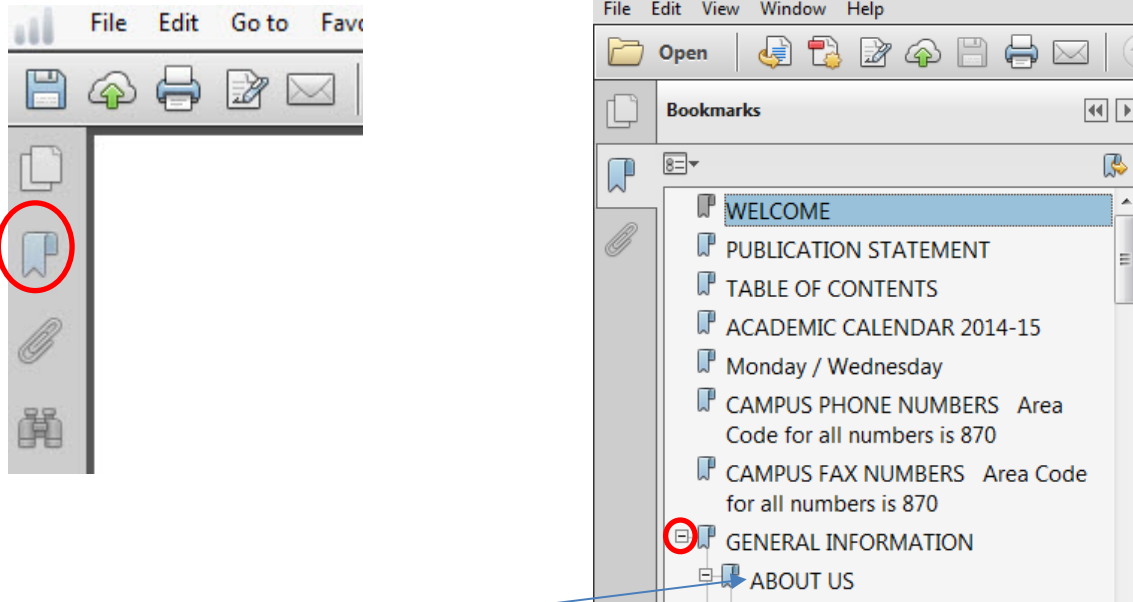 File Edit Go to Favo
File Edit View Window Help
Open
Bookmarks
WELCOME
PUBLICATION STATEMENT
TABLE OF CONTENTS
ACADEMIC CALENDAR 2014-15
Monday / Wednesday
CAMPUS PHONE NUMBERS Area
Code for all numbers is 870
CAMPUS FAX NUMBERS Area Code
for all numbers is 870
GENERAL INFORMATION
ABOUT US